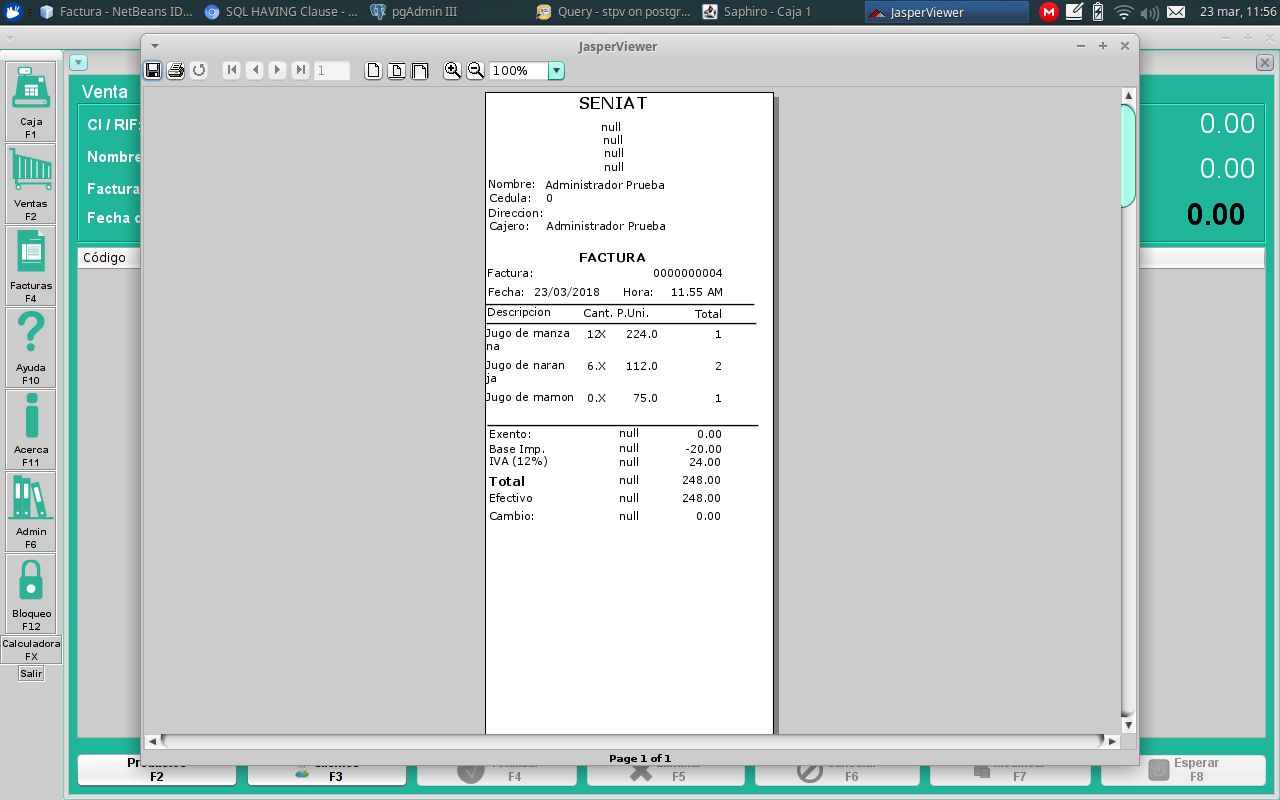 Factura - NetBeans ID... SQL HAVING Clause - ... pgAdmin III Query - stpv on postgr... Saphiro - Caja 1 JasperViewer M 23 mar, 11:56
JasperViewer
1 100%
Venta
CI / RIF:
Nombre
Factura
Fecha d
Código
0.00
0.00
0.00
Caja
F1
Ventas
F2
Facturas
F4
Ayuda
F10
Acerca
F11
Admin
F6
Bloqueo
F12
Calculadora
FX
Salir
SENIAT
null
null
null
null
Nombre: Administrador Prueba
Cedula: 0
Direccion:
Cajero: Administrador Prueba
FACTURA
Factura: 0000000004
Fecha: 23/03/2018 Hora: 11.55 AM
Descripcion Cant. P.Uni. Total
Jugo de manza 12X 224.0 1
na
Jugo de naran 6.X 112.0 2
ja
Jugo de mamon 0.X 75.0 1
Exento: null 0.00
Base Imp. null -20.00
IVA (12%) null 24.00
Total null 248.00
Efectivo null 248.00
Cambio: null 0.00
Page 1 of 1
Productos
F2
Clientes
F3
F4
Eliminar
F5
Cancelar
F6
Modificar
F7
Esperar
F8